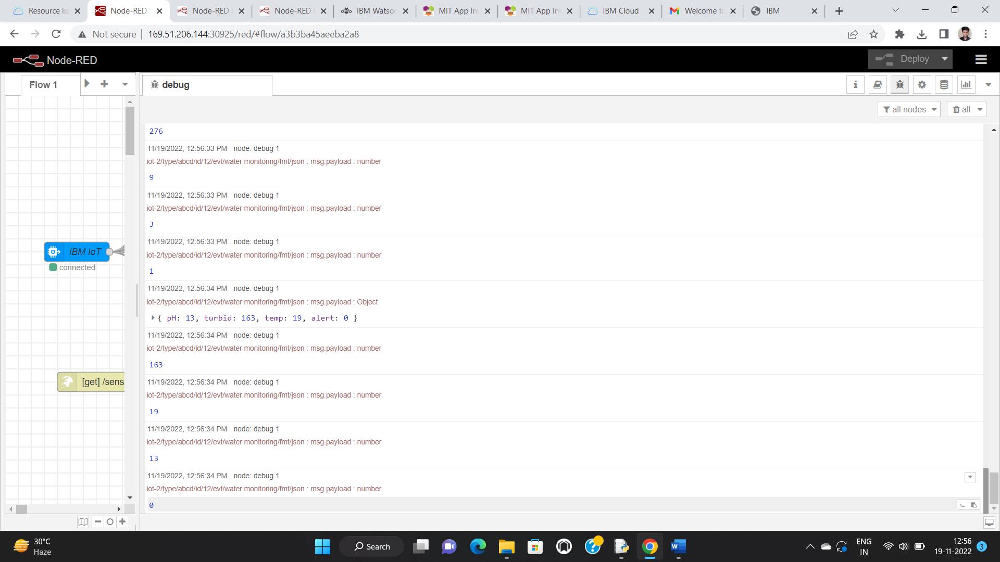 Resource lis
Node-RED :
Node-RED
Node-RED
IBM Watson
MIT App Inv
MIT App Inv
IBM Cloud
Welcome to
IBM
Not secure
169.51.206.144:30925/red/#flow/a3b3ba45aeeba2a8
Node-RED
Deploy
Flow 1
debug
all nodes
all
276
11/19/2022, 12:56:33 PM node: debug 1
iot-2/type/abcd/id/12/evt/water monitoring/fmt/json : msg.payload : number
9
11/19/2022, 12:56:33 PM node: debug 1
iot-2/type/abcd/id/12/evt/water monitoring/fmt/json : msg.payload : number
3
11/19/2022, 12:56:33 PM node: debug 1
iot-2/type/abcd/id/12/evt/water monitoring/fmt/json : msg.payload : number
1
11/19/2022, 12:56:34 PM node: debug 1
iot-2/type/abcd/id/12/evt/water monitoring/fmt/json : msg.payload : Object
{ pH: 13, turbid: 163, temp: 19, alert: 0 }
11/19/2022, 12:56:34 PM node: debug 1
iot-2/type/abcd/id/12/evt/water monitoring/fmt/json : msg.payload : number
163
11/19/2022, 12:56:34 PM node: debug 1
iot-2/type/abcd/id/12/evt/water monitoring/fmt/json : msg.payload : number
19
11/19/2022, 12:56:34 PM node: debug 1
iot-2/type/abcd/id/12/evt/water monitoring/fmt/json : msg.payload : number
13
11/19/2022, 12:56:34 PM node: debug 1
iot-2/type/abcd/id/12/evt/water monitoring/fmt/json : msg.payload : number
0
IBM IoT
connected
[get] /sens
30°C
Haze
Search
ENG
IN
12:56
19-11-2022
3